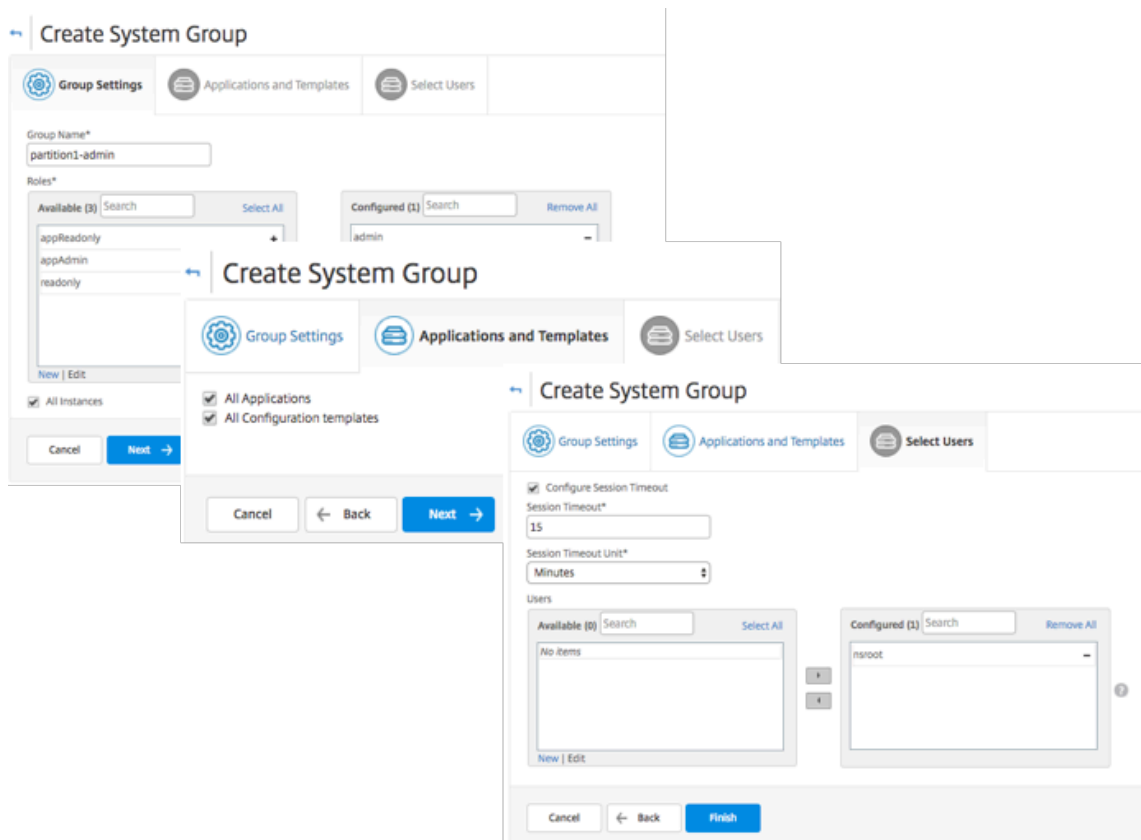 Create System Group
Group Settings
Applications and Templates
Select Users
Group Name*
partition1-admin
Roles*
Available (3) Search Select All
Configured (1) Search Remove All
appReadonly +
admin −
appAdmin
readonly
New | Edit
All Instances
Cancel Next →
Create System Group
Group Settings
Applications and Templates
Select Users
All Applications
All Configuration templates
Cancel ← Back Next →
Create System Group
Group Settings
Applications and Templates
Select Users
Configure Session Timeout
Session Timeout*
15
Session Timeout Unit*
Minutes
Users
Available (0) Search Select All
Configured (1) Search Remove All
No items
nsroot −
?
New | Edit
Cancel ← Back Finish